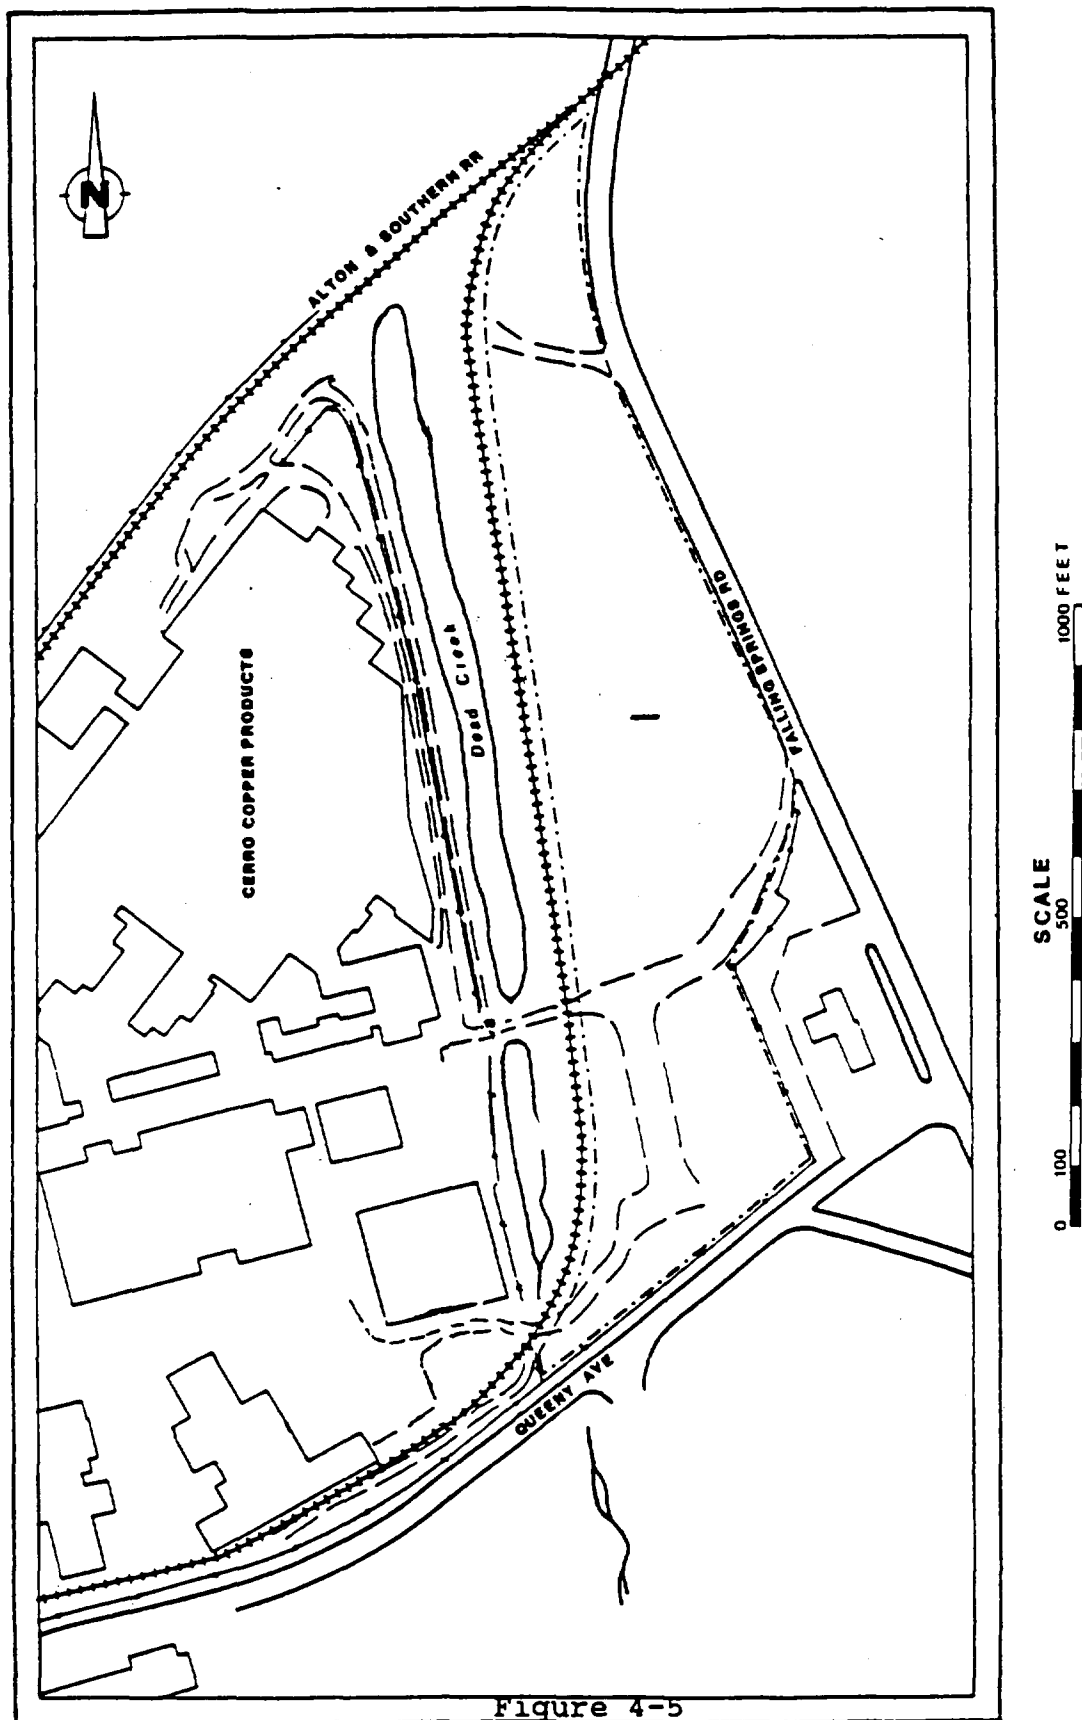 N
ALTON & SOUTHERN RR
CERRO COPPER PRODUCTS
Dead Creek
I
FALLING SPRINGS RD
QUEENY AVE
SCALE
0 100 500 1000 FEET
Figure 4-5